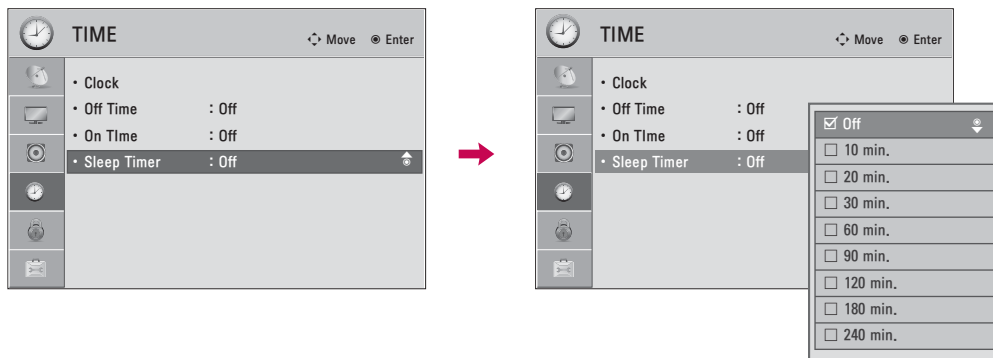 TIME
Move Enter
• Clock
• Off Time : Off
• On TIme : Off
• Sleep Timer : Off
TIME
Move Enter
• Clock
• Off Time : Off
• On TIme : Off
• Sleep Timer : Off
☑ Off
☐ 10 min.
☐ 20 min.
☐ 30 min.
☐ 60 min.
☐ 90 min.
☐ 120 min.
☐ 180 min.
☐ 240 min.